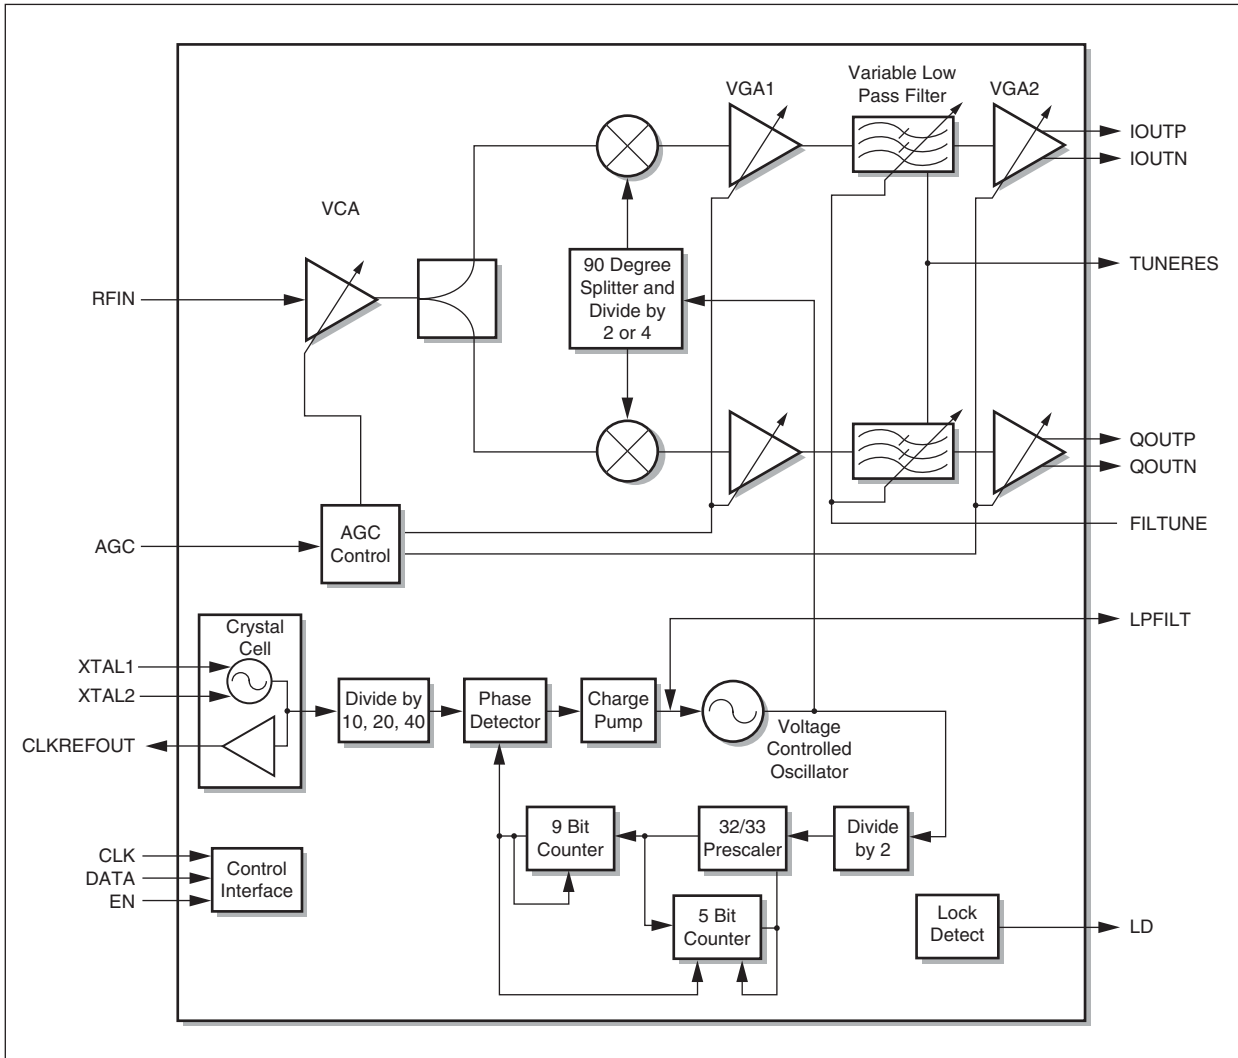 VGA1
Variable Low
Pass Filter
VGA2
IOUTP
IOUTN
VCA
90 Degree
Splitter and
Divide by
2 or 4
TUNERES
RFIN
QOUTP
QOUTN
FILTUNE
AGC
AGC
Control
LPFILT
Crystal
Cell
XTAL1
XTAL2
CLKREFOUT
Divide by
10, 20, 40
Phase
Detector
Charge
Pump
Voltage
Controlled
Oscillator
9 Bit
Counter
32/33
Prescaler
Divide
by 2
CLK
DATA
EN
Control
Interface
5 Bit
Counter
Lock
Detect
LD